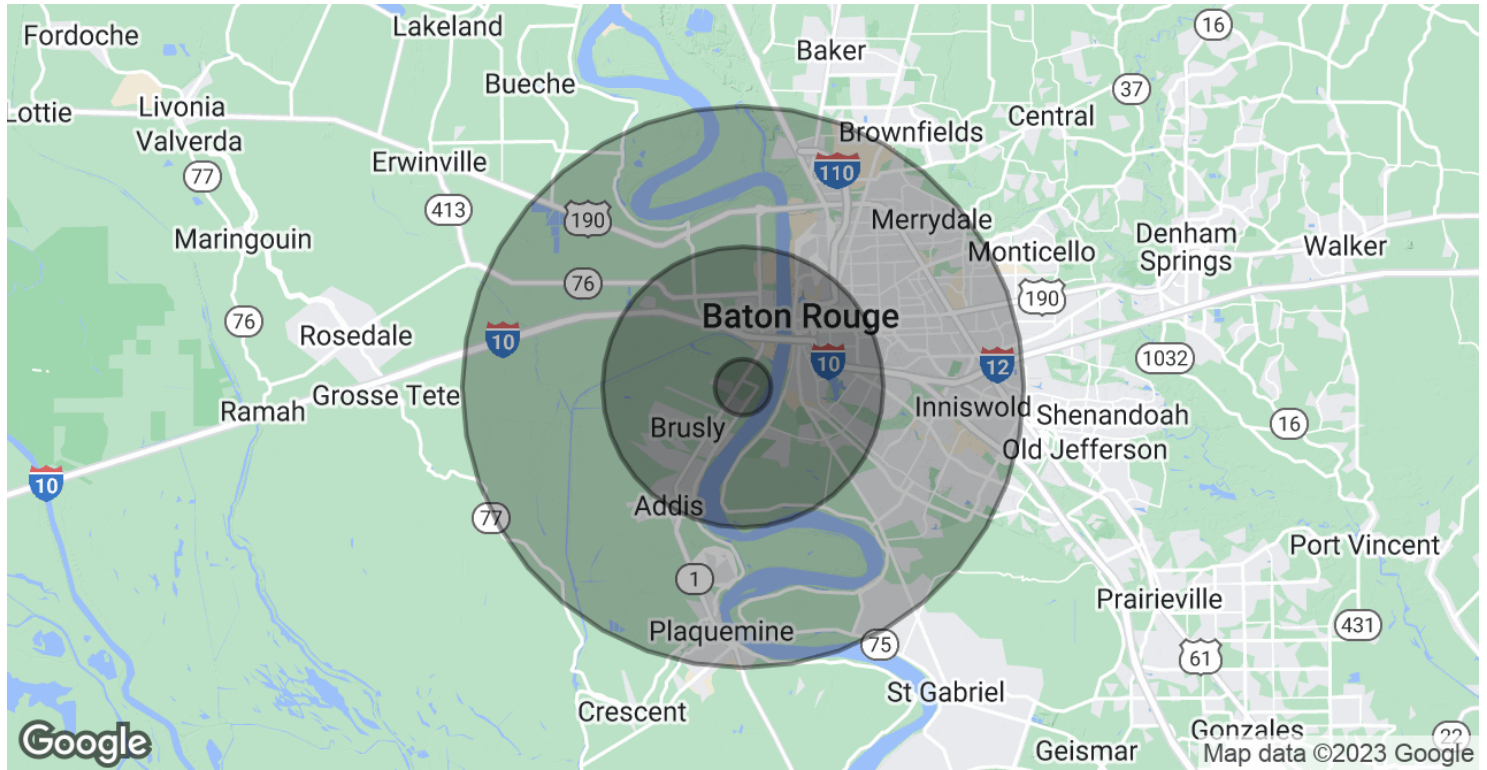 Fordoche
Lakeland
16
Baker
Bueche
37
Livonia
Lottie
Central
Brownfields
Valverda
Erwinville
110
77
413
190
Merrydale
Maringouin
Monticello
Denham
Springs
Walker
76
190
76
Baton Rouge
Rosedale
10
10
12
1032
Grosse Tete
Ramah
Inniswold
Shenandoah
16
Brusly
Old Jefferson
10
Addis
77
Port Vincent
1
Prairieville
Plaquemine
75
431
61
St Gabriel
Crescent
Gonzales
22
Google
Geismar
Map data ©2023 Google